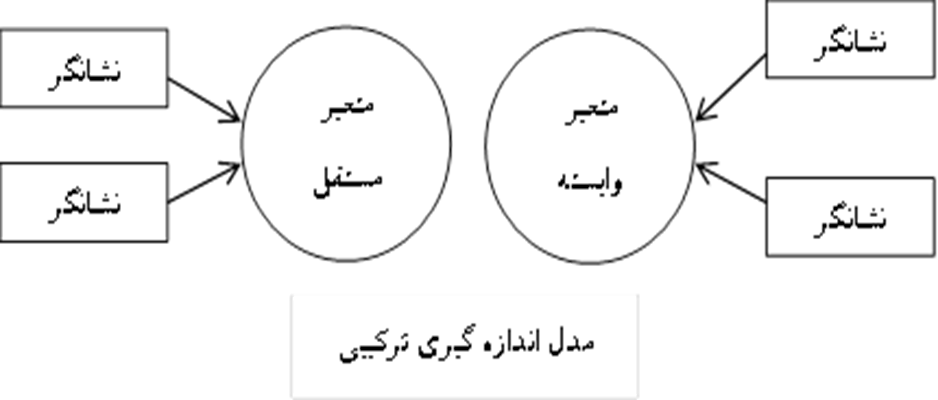 نشانگر
نشانگر
متغیر
متغیر
نشانگر
نشانگر
وابسته
مستقل
مدل اندازه گیری ترکیبی